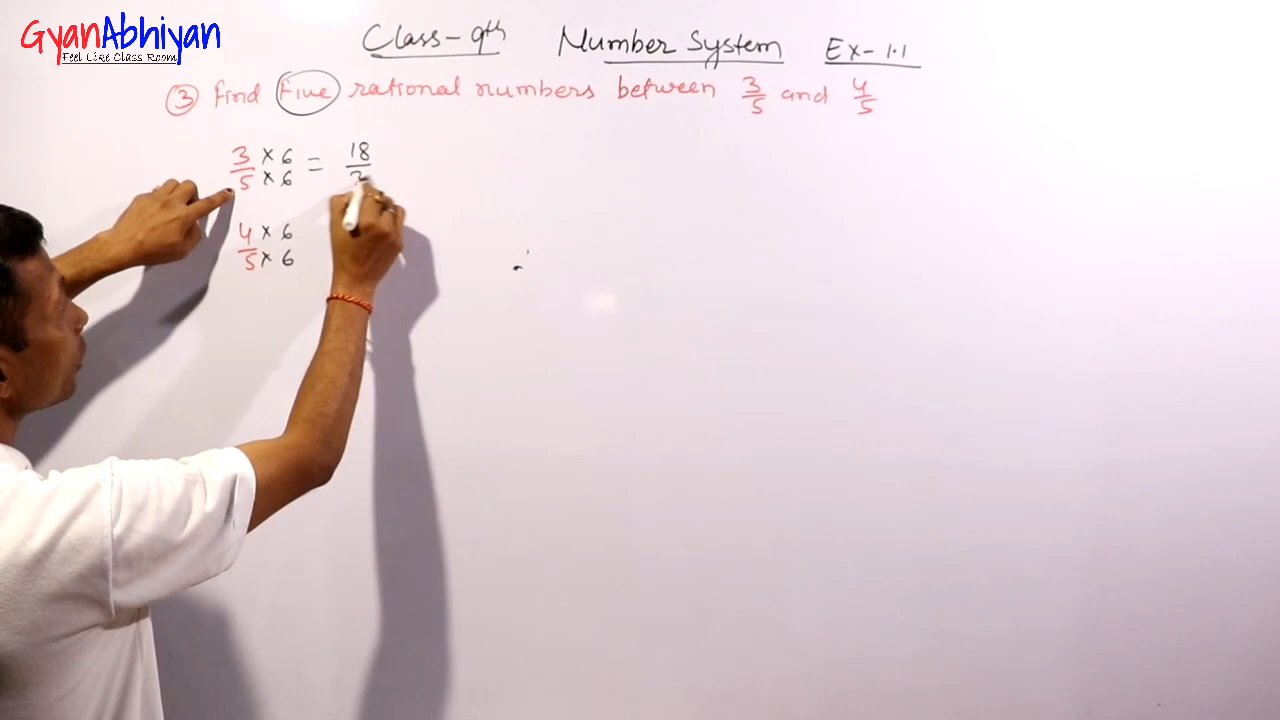 GyanAbhiyan
Feel Like Class Room
Class - 9th Number System Ex- 1.1
③ Find Five rational numbers between 3/5 and 4/5
3 × 6 / 5 × 6 = 18 / 3
4 × 6 / 5 × 6